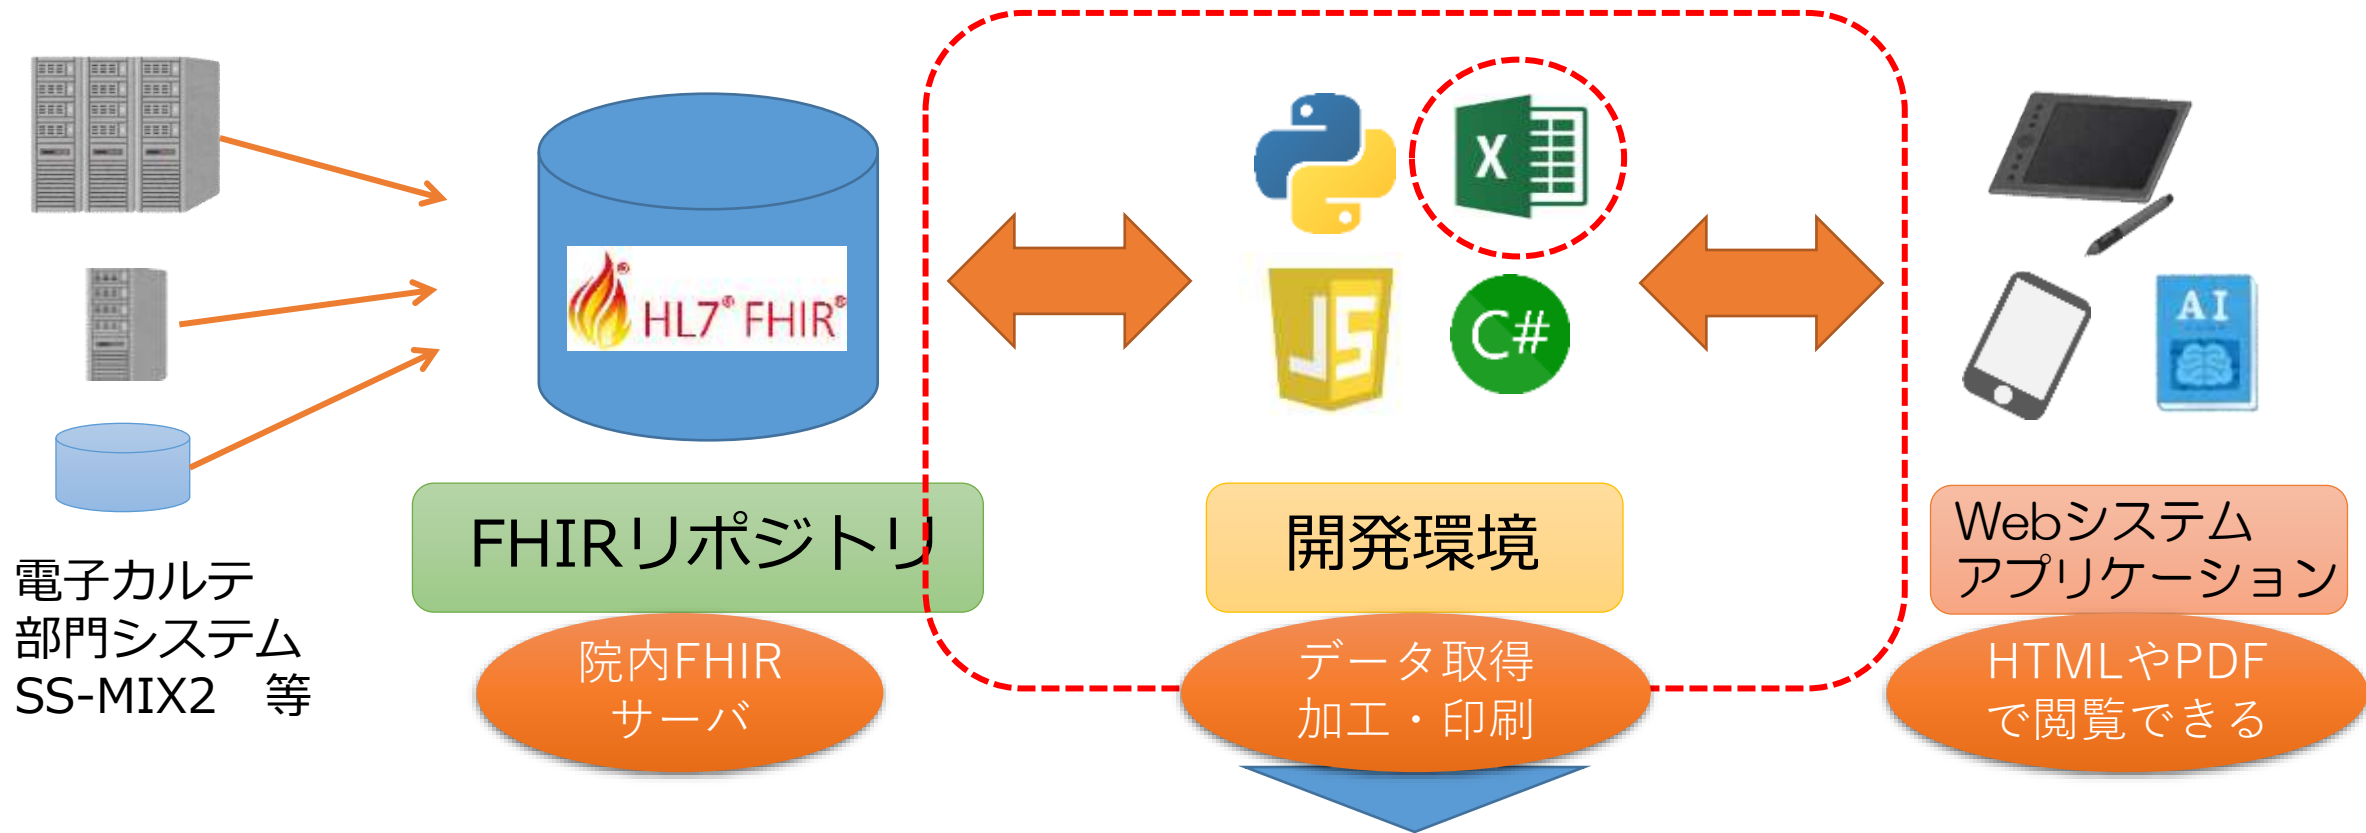 電子カルテ
部門システム
SS-MIX2　等
HL7® FHIR®
FHIRリポジトリ
院内FHIR
サーバ
X
JS
C#
開発環境
データ取得
加工・印刷
AI
Webシステム
アプリケーション
HTMLやPDF
で閲覧できる